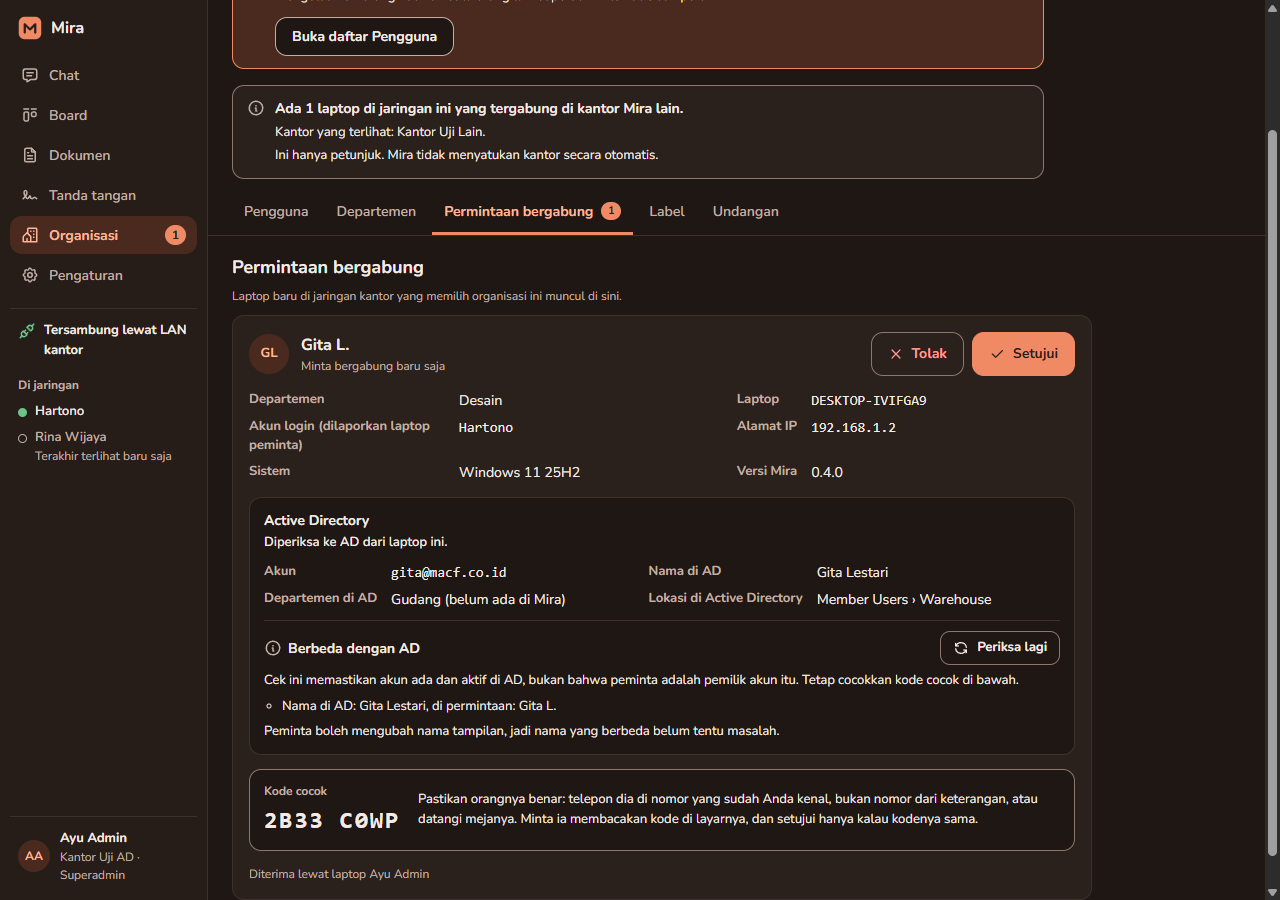 Mira
Chat
Board
Dokumen
Tanda tangan
Organisasi 1
Pengaturan
Tersambung lewat LAN
kantor
Di jaringan
Hartono
Rina Wijaya
Terakhir terlihat baru saja
Ayu Admin
AA
Kantor Uji AD ·
Superadmin
Buka daftar Pengguna
Ada 1 laptop di jaringan ini yang tergabung di kantor Mira lain.
Kantor yang terlihat: Kantor Uji Lain.
Ini hanya petunjuk. Mira tidak menyatukan kantor secara otomatis.
Pengguna Departemen Permintaan bergabung 1 Label Undangan
Permintaan bergabung
Laptop baru di jaringan kantor yang memilih organisasi ini muncul di sini.
GL
Gita L.
Minta bergabung baru saja
Tolak Setujui
Departemen Desain Laptop DESKTOP-IVIFGA9
Akun login (dilaporkan laptop
peminta) Hartono Alamat IP 192.168.1.2
Sistem Windows 11 25H2 Versi Mira 0.4.0
Active Directory
Diperiksa ke AD dari laptop ini.
Akun gita@macf.co.id Nama di AD Gita Lestari
Departemen di AD Gudang (belum ada di Mira) Lokasi di Active Directory Member Users › Warehouse
Berbeda dengan AD Periksa lagi
Cek ini memastikan akun ada dan aktif di AD, bukan bahwa peminta adalah pemilik akun itu. Tetap cocokkan kode cocok di bawah.
Nama di AD: Gita Lestari, di permintaan: Gita L.
Peminta boleh mengubah nama tampilan, jadi nama yang berbeda belum tentu masalah.
Kode cocok
2B33 C0WP
Pastikan orangnya benar: telepon dia di nomor yang sudah Anda kenal, bukan nomor dari keterangan, atau
datangi mejanya. Minta ia membacakan kode di layarnya, dan setujui hanya kalau kodenya sama.
Diterima lewat laptop Ayu Admin